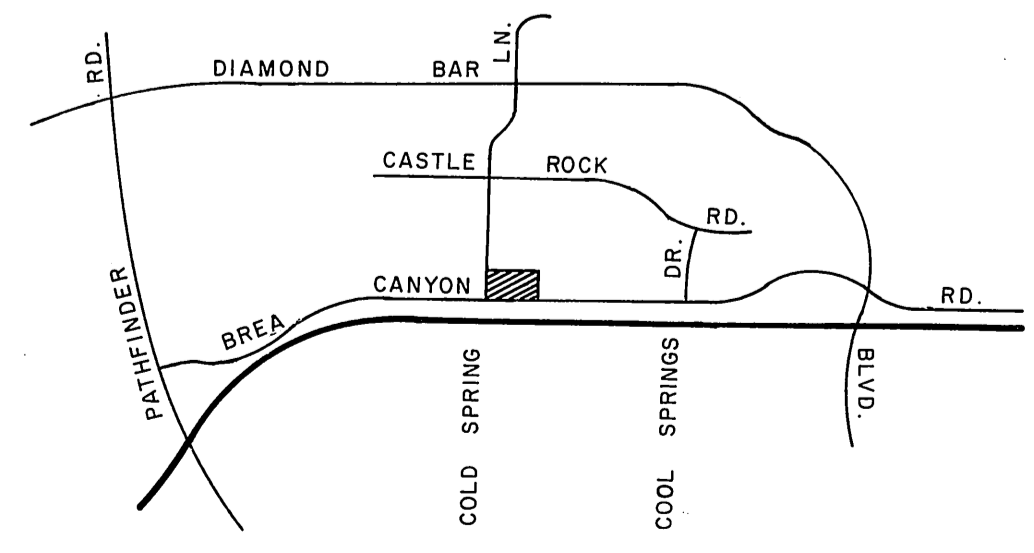 RD.
LN.
DIAMOND BAR
CASTLE ROCK
RD.
DR.
CANYON
RD.
BREA
PATHFINDER
BLVD.
COLD SPRING
COOL SPRINGS